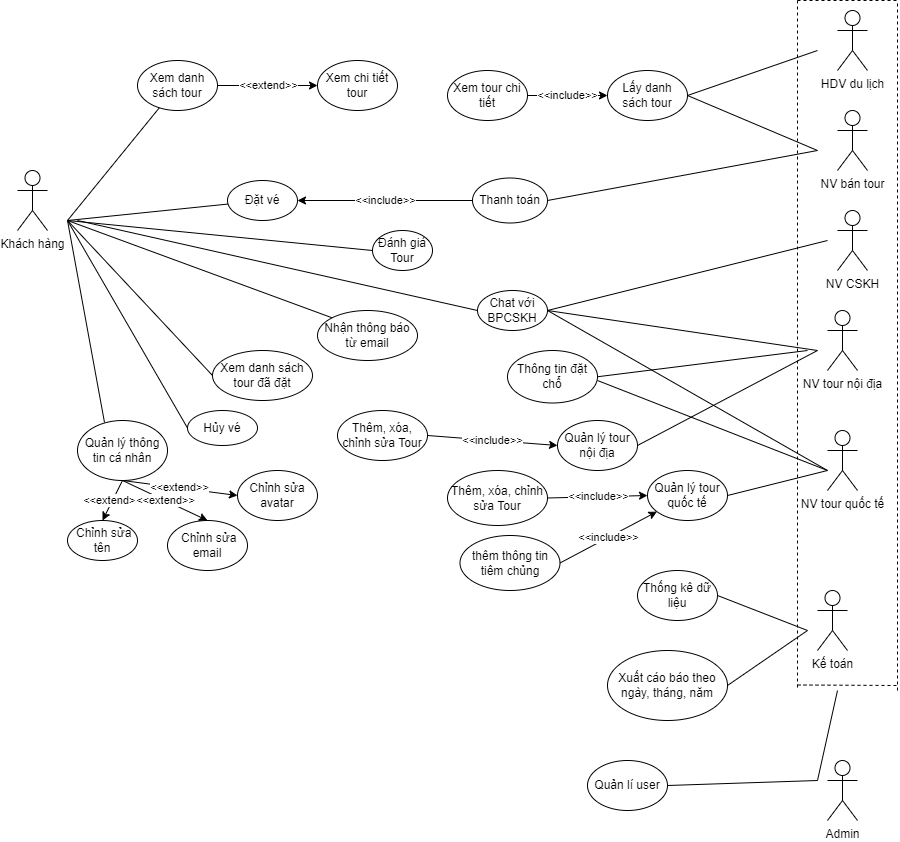 HDV du lịch
Xem danh
sách tour
<<extend>>
Xem chi tiết
tour
Xem tour chi
tiết
<<include>>
Lấy danh
sách tour
NV bán tour
Khách hàng
Đặt vé
<<include>>
Thanh toán
Đánh giá
Tour
NV CSKH
Chat với
BPCSKH
Nhận thông báo
từ email
Xem danh sách
tour đã đặt
Thông tin đặt
chỗ
NV tour nội địa
Hủy vé
Thêm, xóa,
chỉnh sửa Tour
<<include>>
Quản lý tour
nội địa
Quản lý thông
tin cá nhân
<<extend>>
<<extend>>
<<extend>>
Chỉnh sửa
avatar
Chỉnh sửa
tên
Chỉnh sửa
email
Thêm, xóa, chỉnh
sửa Tour
<<include>>
Quản lý tour
quốc tế
NV tour quốc tế
<<include>>
thêm thông tin
tiêm chủng
Thống kê dữ
liệu
Kế toán
Xuất cáo báo theo
ngày, tháng, năm
Quản lí user
Admin